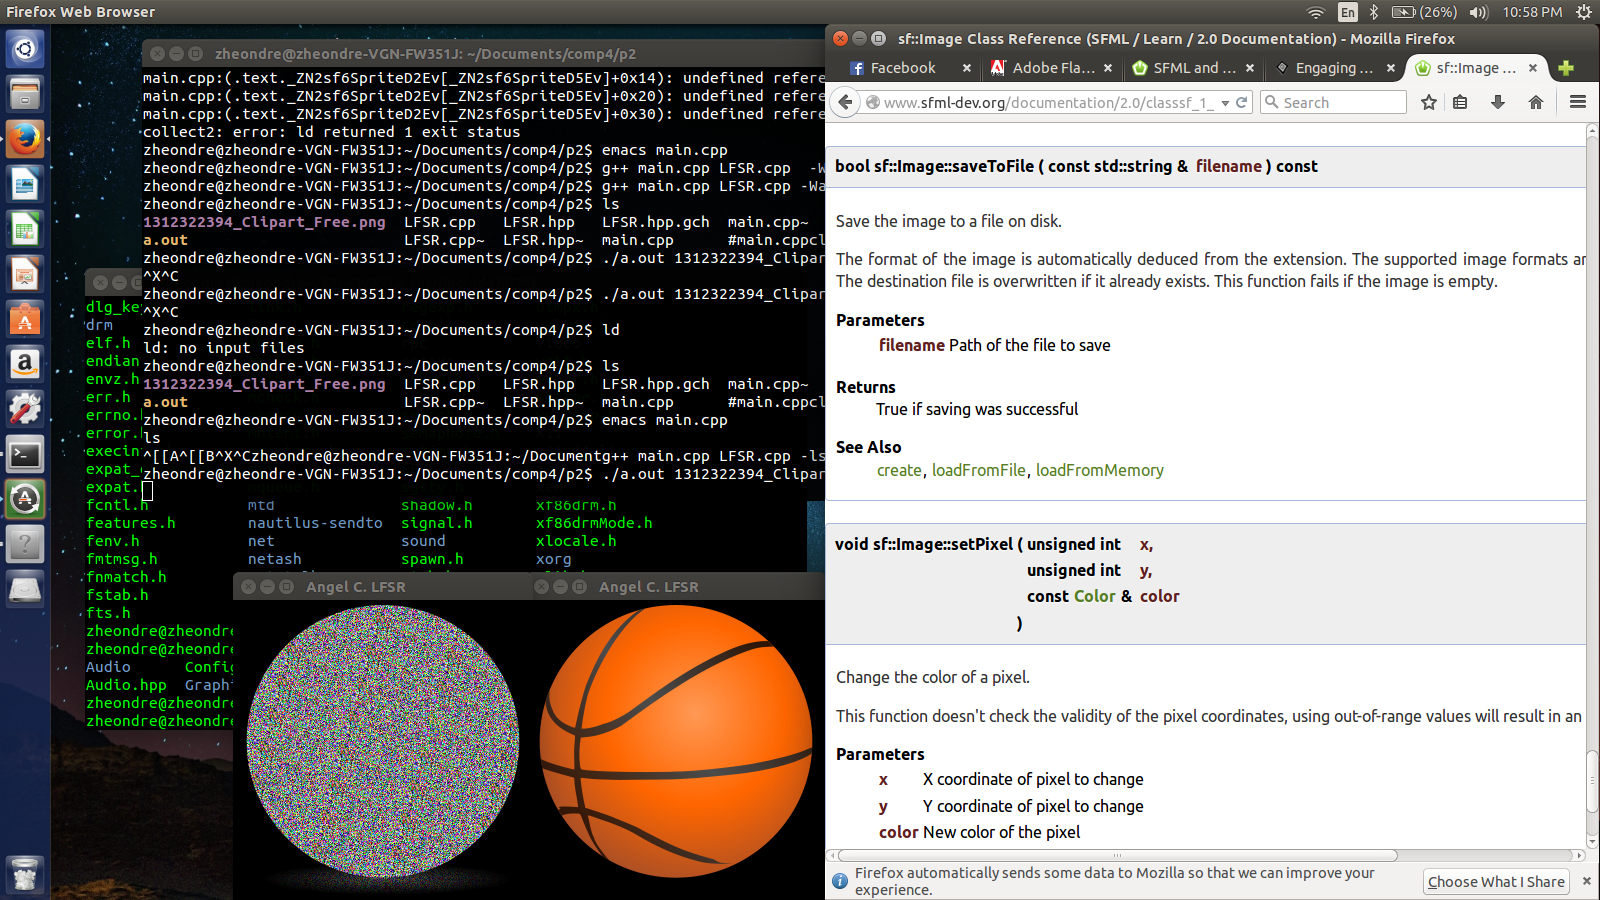 Firefox Web Browser
En
(26%)
10:58 PM
zheondre@zheondre-VGN-FW351J: ~/Documents/comp4/p2
main.cpp:(.text._ZN2sf6SpriteD2Ev[_ZN2sf6SpriteD5Ev]+0x14): undefined refere
main.cpp:(.text._ZN2sf6SpriteD2Ev[_ZN2sf6SpriteD5Ev]+0x20): undefined refere
main.cpp:(.text._ZN2sf6SpriteD2Ev[_ZN2sf6SpriteD5Ev]+0x30): undefined refere
collect2: error: ld returned 1 exit status
zheondre@zheondre-VGN-FW351J:~/Documents/comp4/p2$ emacs main.cpp
zheondre@zheondre-VGN-FW351J:~/Documents/comp4/p2$ g++ main.cpp LFSR.cpp  -W
zheondre@zheondre-VGN-FW351J:~/Documents/comp4/p2$ g++ main.cpp LFSR.cpp -Wa
zheondre@zheondre-VGN-FW351J:~/Documents/comp4/p2$ ls
1312322394_Clipart_Free.png  LFSR.cpp   LFSR.hpp   LFSR.hpp.gch  main.cpp~
a.out                        LFSR.cpp~  LFSR.hpp~  main.cpp      #main.cppcl
zheondre@zheondre-VGN-FW351J:~/Documents/comp4/p2$ ./a.out 1312322394_Clipar
^X^C
zheondre@zheondre-VGN-FW351J:~/Documents/comp4/p2$ ./a.out 1312322394_Clipar
^X^C
zheondre@zheondre-VGN-FW351J:~/Documents/comp4/p2$ ld
ld: no input files
zheondre@zheondre-VGN-FW351J:~/Documents/comp4/p2$ ls
1312322394_Clipart_Free.png  LFSR.cpp   LFSR.hpp   LFSR.hpp.gch  main.cpp~
a.out                        LFSR.cpp~  LFSR.hpp~  main.cpp      #main.cppcl
zheondre@zheondre-VGN-FW351J:~/Documents/comp4/p2$ emacs main.cpp
ls
^[[A^[[B^X^Czheondre@zheondre-VGN-FW351J:~/Documentg++ main.cpp LFSR.cpp -ls
zheondre@zheondre-VGN-FW351J:~/Documents/comp4/p2$ ./a.out 1312322394_Clipar
dlg_key
drm
elf.h
endian
envz.h
err.h
errno.h
error.h
execin
expat_
expat.
fcntl.h mtd shadow.h xf86drm.h
features.h nautilus-sendto signal.h xf86drmMode.h
fenv.h net sound xlocale.h
fmtmsg.h netash spawn.h xorg
fnmatch.h
fstab.h
fts.h
zheondre@zheondre
zheondre@zheondre
Audio Config
Audio.hpp Graph
zheondre@zheondre
zheondre@zheondre
Angel C. LFSR
Angel C. LFSR
sf::Image Class Reference (SFML / Learn / 2.0 Documentation) - Mozilla Firefox
Facebook
Adobe Fla...
SFML and ...
Engaging ...
sf::Image ...
www.sfml-dev.org/documentation/2.0/classsf_1_
Search
bool sf::Image::saveToFile ( const std::string & filename ) const
Save the image to a file on disk.
The format of the image is automatically deduced from the extension. The supported image formats ar
The destination file is overwritten if it already exists. This function fails if the image is empty.
Parameters
filename Path of the file to save
Returns
True if saving was successful
See Also
create, loadFromFile, loadFromMemory
void sf::Image::setPixel ( unsigned int x,
unsigned int y,
const Color & color
)
Change the color of a pixel.
This function doesn't check the validity of the pixel coordinates, using out-of-range values will result in an
Parameters
x X coordinate of pixel to change
y Y coordinate of pixel to change
color New color of the pixel
Firefox automatically sends some data to Mozilla so that we can improve your
experience.
Choose What I Share